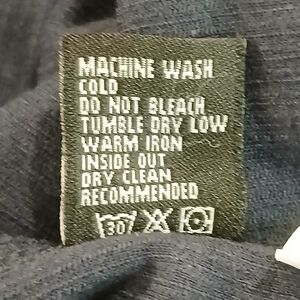 MACHINE WASH
COLD
DO NOT BLEACH
TUMBLE DRY LOW
WARM IRON
INSIDE OUT
DRY CLEAN
RECOMMENDED
30